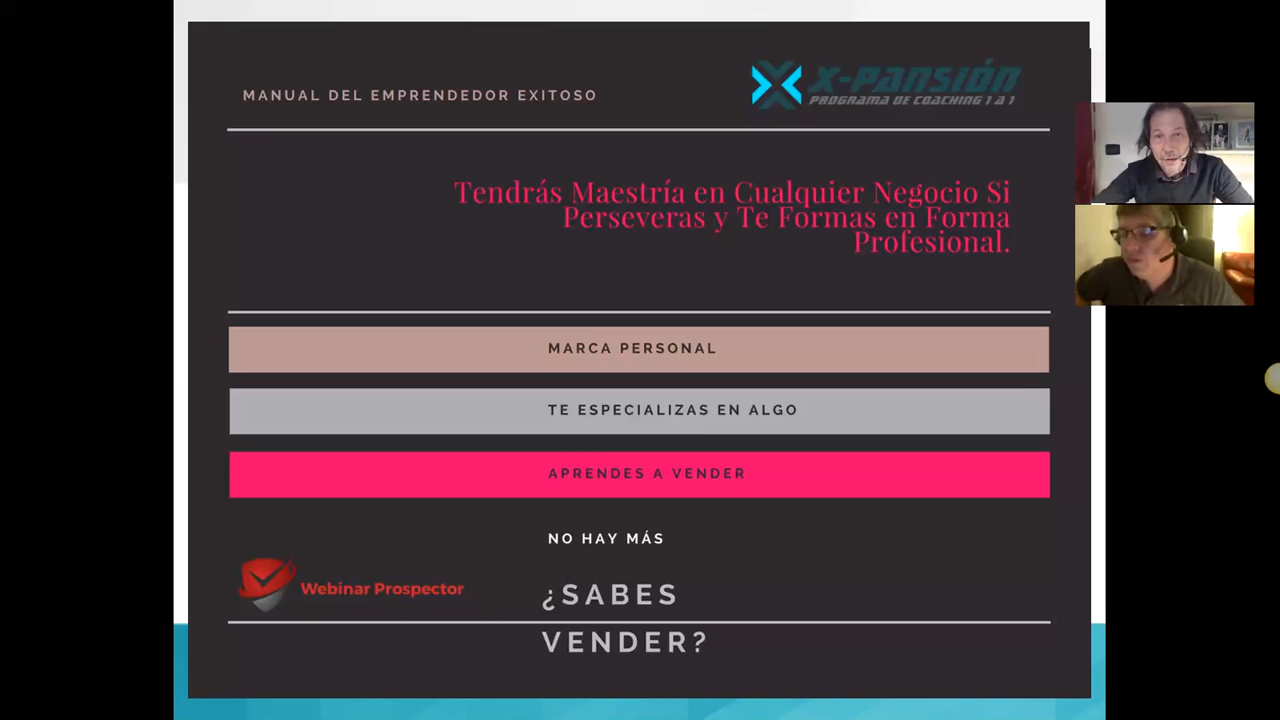 MANUAL DEL EMPRENDEDOR EXITOSO
X-PANSIÓN
PROGRAMA DE COACHING 1 A 1
Tendrás Maestría en Cualquier Negocio Si
Perseveras y Te Formas en Forma
Profesional.
MARCA PERSONAL
TE ESPECIALIZAS EN ALGO
APRENDES A VENDER
NO HAY MÁS
Webinar Prospector
¿SABES
VENDER?